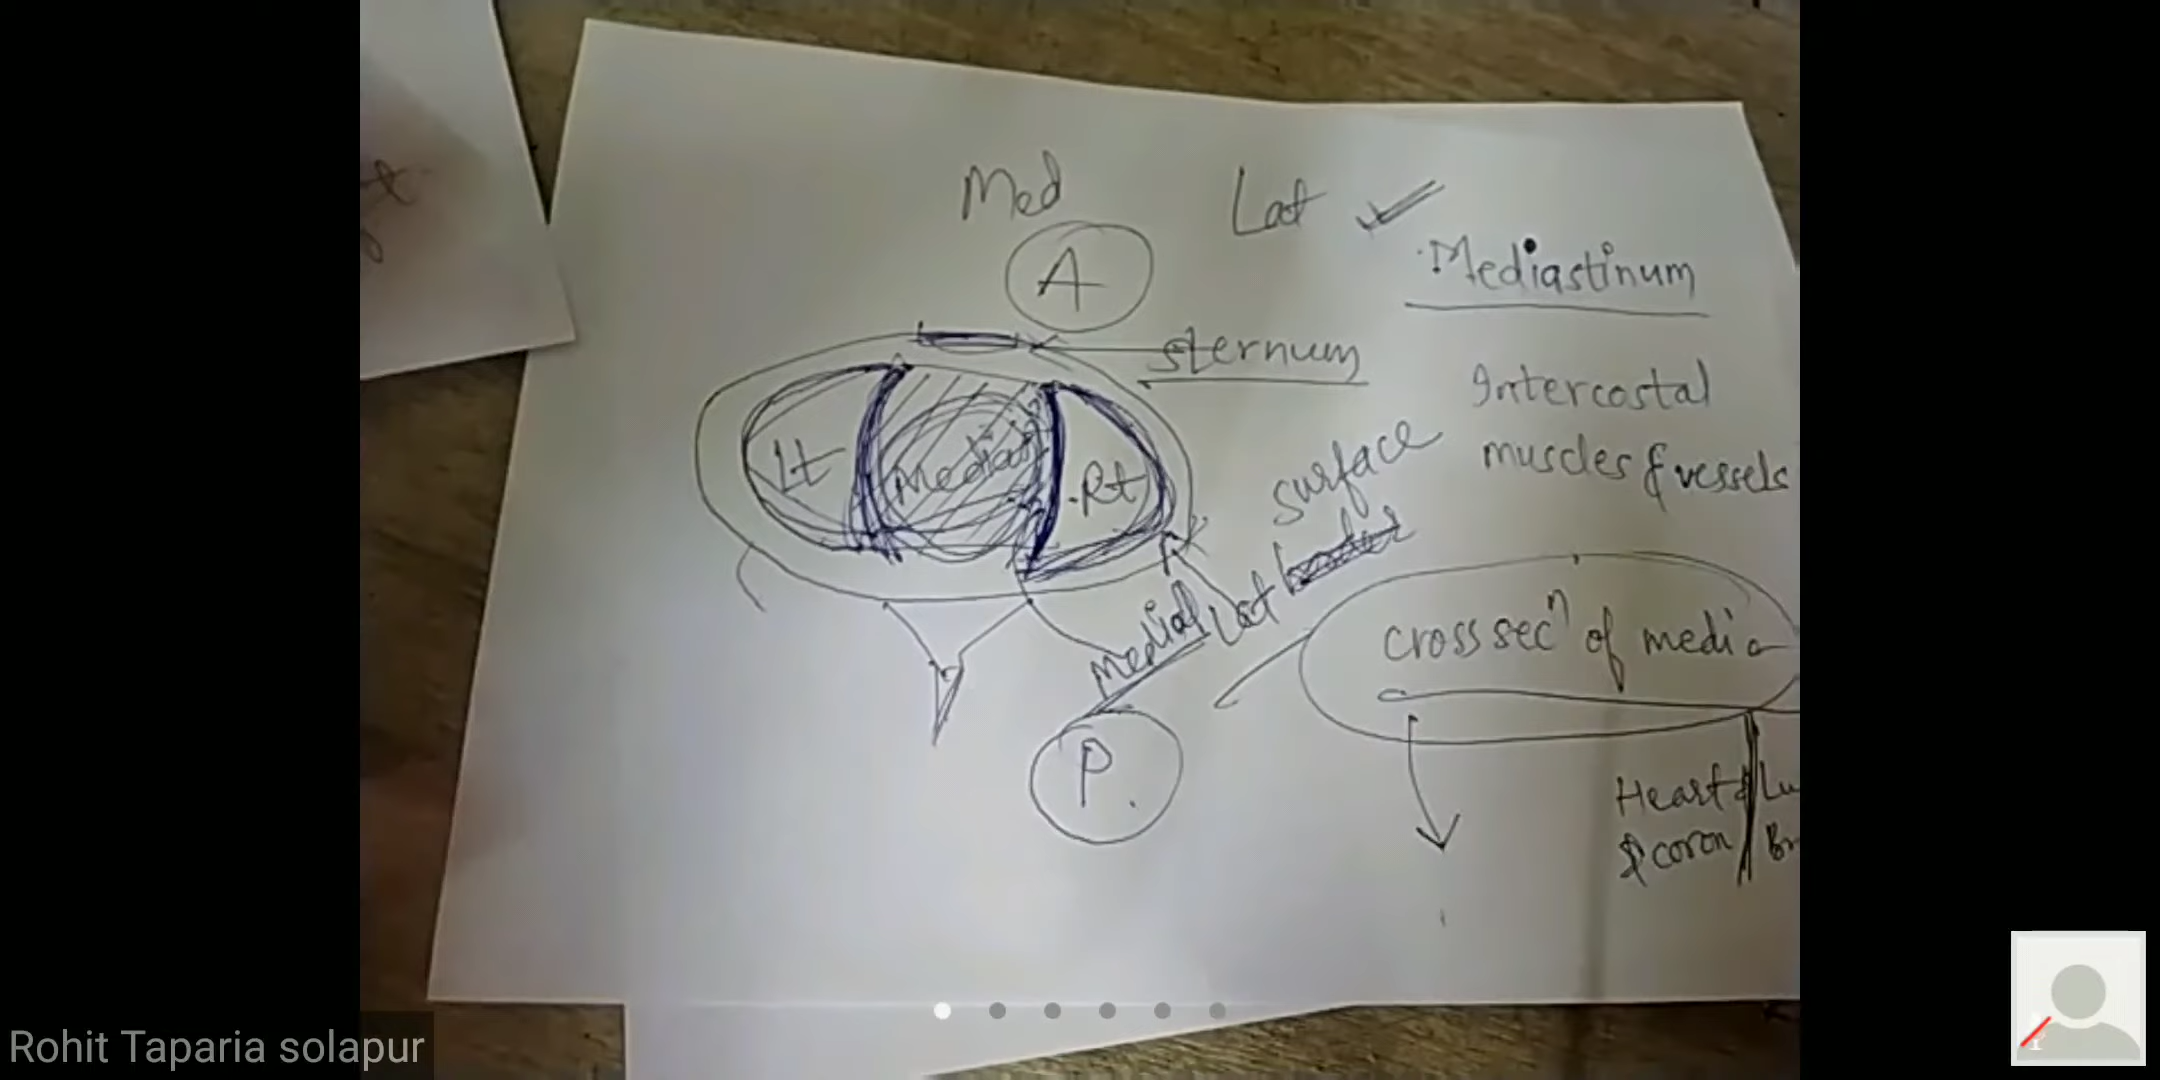 Med
Lat
A
Mediastinum
sternum
Intercostal
muscles & vessels
Lt
Rt
surface
Medial
Lat
cross secⁿ of media
P.
Heart &
& coron
Rohit Taparia solapur